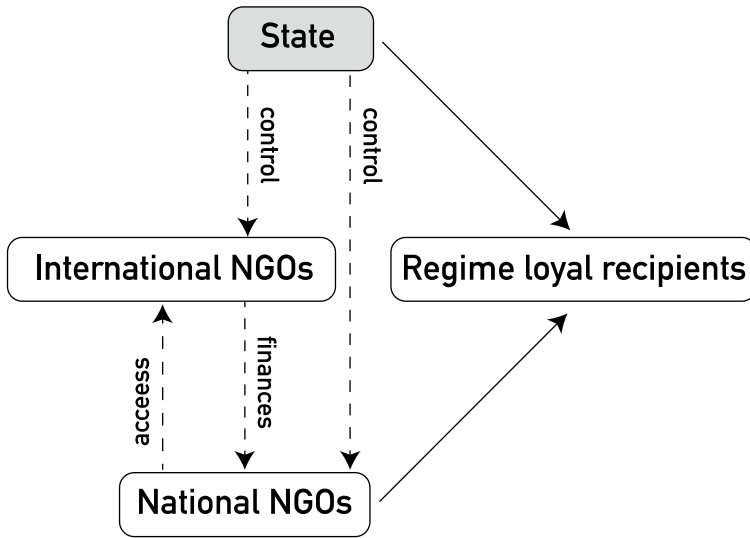 State
control
control
International NGOs
Regime loyal recipients
acceess
finances
National NGOs